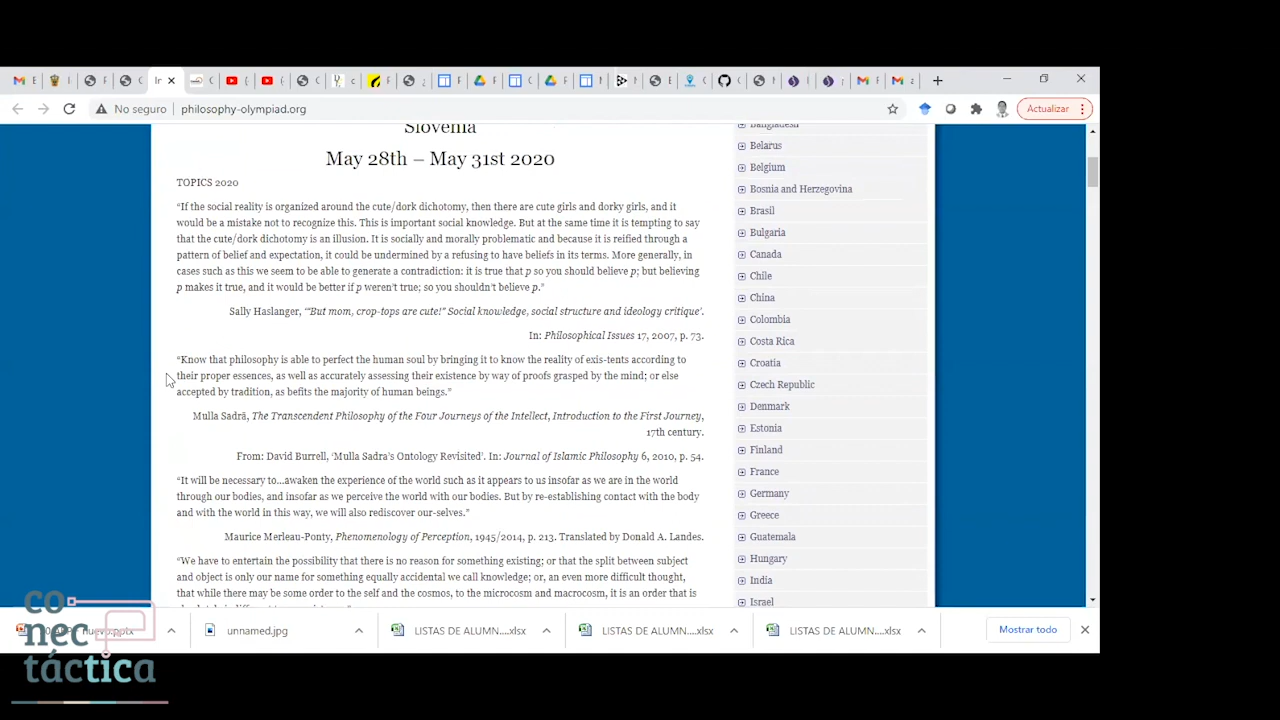 No seguro
philosophy-olympiad.org
Actualizar
Slovenia
May 28th – May 31st 2020
TOPICS 2020
“If the social reality is organized around the cute/dork dichotomy, then there are cute girls and dorky girls, and it
would be a mistake not to recognize this. This is important social knowledge. But at the same time it is tempting to say
that the cute/dork dichotomy is an illusion. It is socially and morally problematic and because it is reified through a
pattern of belief and expectation, it could be undermined by a refusing to have beliefs in its terms. More generally, in
cases such as this we seem to be able to generate a contradiction: it is true that p so you should believe p; but believing
p makes it true, and it would be better if p weren’t true; so you shouldn’t believe p.”
Sally Haslanger, “‘But mom, crop-tops are cute!” Social knowledge, social structure and ideology critique’.
In: Philosophical Issues 17, 2007, p. 73.
“Know that philosophy is able to perfect the human soul by bringing it to know the reality of exis-tents according to
their proper essences, as well as accurately assessing their existence by way of proofs grasped by the mind; or else
accepted by tradition, as befits the majority of human beings.”
Mulla Sadrā, The Transcendent Philosophy of the Four Journeys of the Intellect, Introduction to the First Journey,
17th century.
From: David Burrell, ‘Mulla Sadra’s Ontology Revisited’. In: Journal of Islamic Philosophy 6, 2010, p. 54.
“It will be necessary to…awaken the experience of the world such as it appears to us insofar as we are in the world
through our bodies, and insofar as we perceive the world with our bodies. But by re-establishing contact with the body
and with the world in this way, we will also rediscover our-selves.”
Maurice Merleau-Ponty, Phenomenology of Perception, 1945/2014, p. 213. Translated by Donald A. Landes.
“We have to entertain the possibility that there is no reason for something existing; or that the split between subject
and object is only our name for something equally accidental we call knowledge; or, an even more difficult thought,
that while there may be some order to the self and the cosmos, to the microcosm and macrocosm, it is an order that is
Bangladesh
Belarus
Belgium
Bosnia and Herzegovina
Brasil
Bulgaria
Canada
Chile
China
Colombia
Costa Rica
Croatia
Czech Republic
Denmark
Estonia
Finland
France
Germany
Greece
Guatemala
Hungary
India
Israel
nuevo.pptx
unnamed.jpg
LISTAS DE ALUMN....xlsx
LISTAS DE ALUMN....xlsx
LISTAS DE ALUMN....xlsx
Mostrar todo
co
nec
táctica